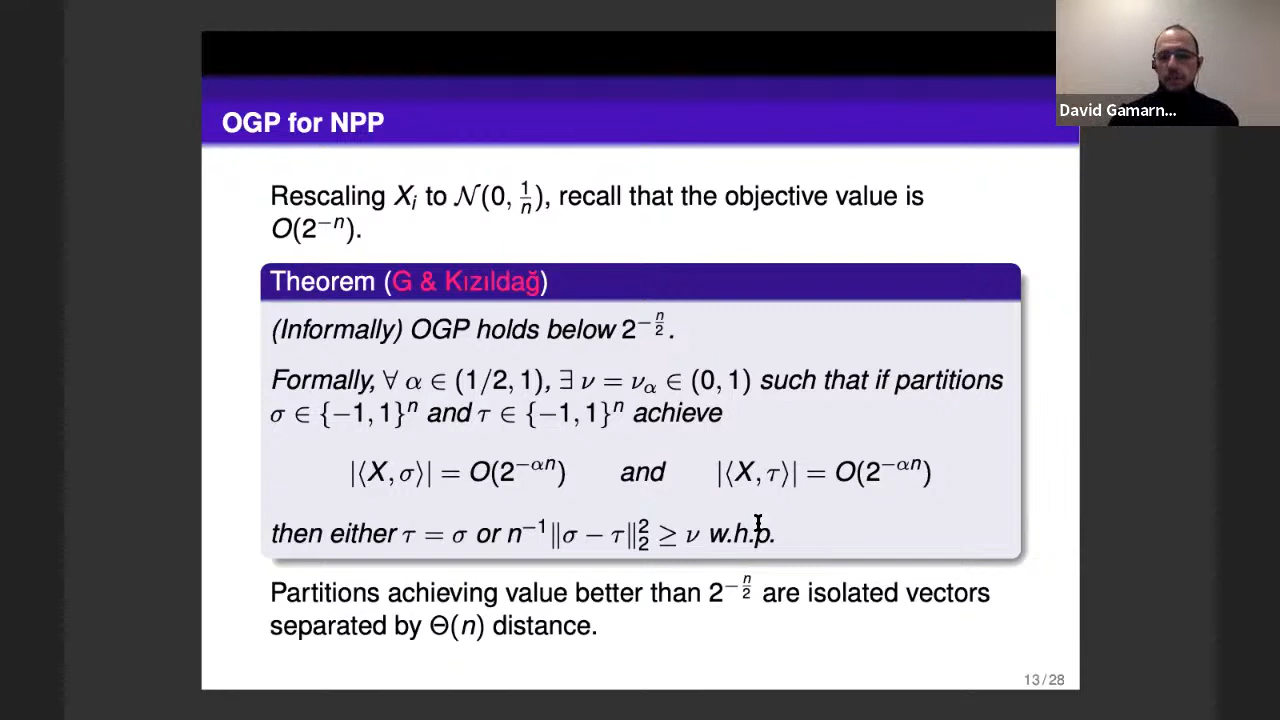 David Gamarn...
OGP for NPP
Rescaling Xᵢ to 𝒩(0, 1/n), recall that the objective value is
O(2⁻ⁿ).
Theorem (G & Kızıldağ)
(Informally) OGP holds below 2^{-n/2}.
Formally, ∀ α ∈ (1/2, 1), ∃ ν = ν_α ∈ (0, 1) such that if partitions
σ ∈ {−1, 1}ⁿ and τ ∈ {−1, 1}ⁿ achieve
|⟨X, σ⟩| = O(2^{−αn}) and |⟨X, τ⟩| = O(2^{−αn})
then either τ = σ or n⁻¹‖σ − τ‖₂² ≥ ν w.h.p.
Partitions achieving value better than 2^{-n/2} are isolated vectors
separated by Θ(n) distance.
13 / 28